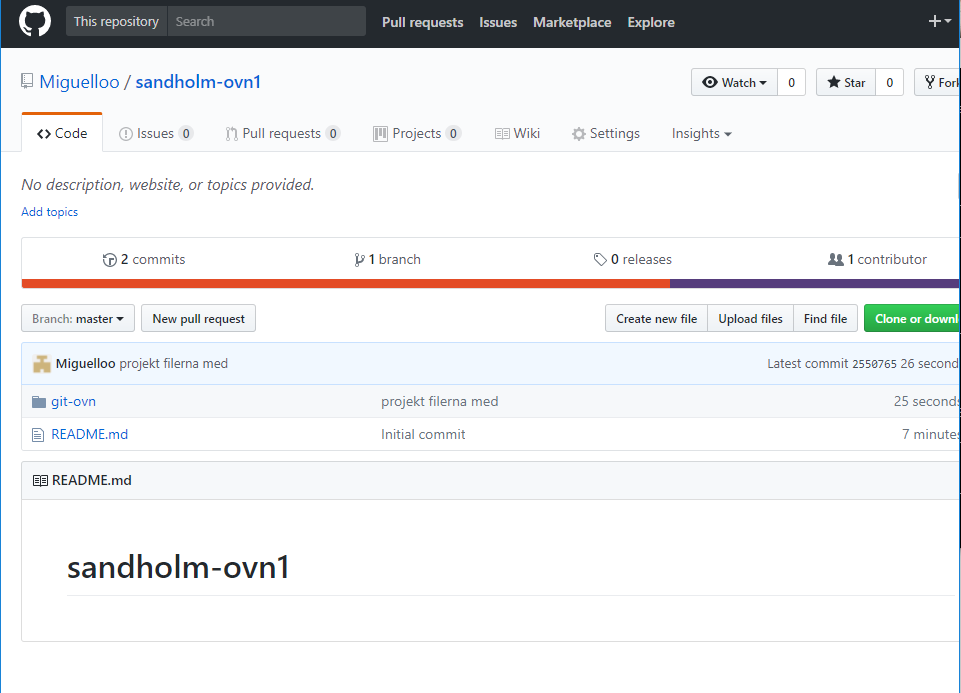 This repository Search Pull requests Issues Marketplace Explore
Miguelloo / sandholm-ovn1 Watch 0 Star 0 Fork
Code Issues 0 Pull requests 0 Projects 0 Wiki Settings Insights
No description, website, or topics provided.
Add topics
2 commits 1 branch 0 releases 1 contributor
Branch: master New pull request Create new file Upload files Find file Clone or downl
Miguelloo projekt filerna med Latest commit 2550765 26 second
git-ovn projekt filerna med 25 seconds
README.md Initial commit 7 minute
README.md
sandholm-ovn1